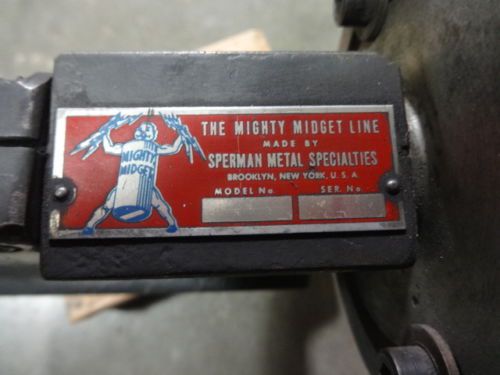 THE MIGHTY MIDGET LINE
MADE BY
SPERMAN METAL SPECIALTIES
BROOKLYN, NEW YORK, U.S.A.
MODEL No. SER. No.
MIGHTY
MIDGET